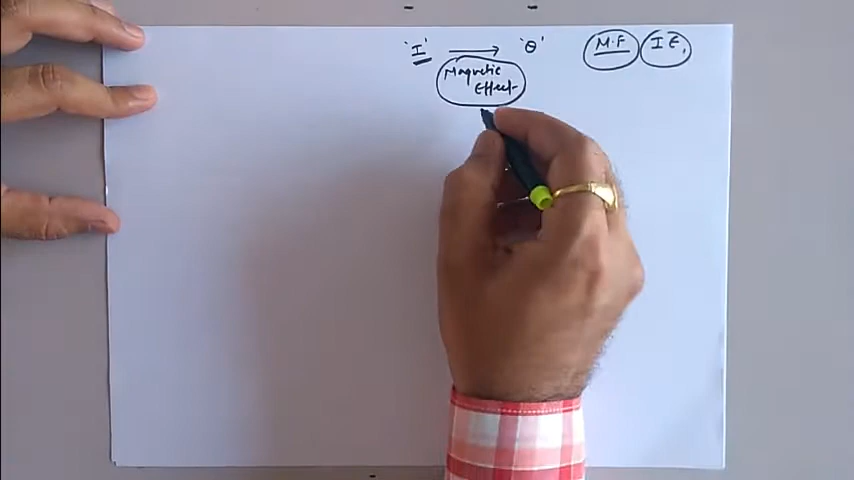 'I' → 'θ' M.F I E,
Magnetic
Effect